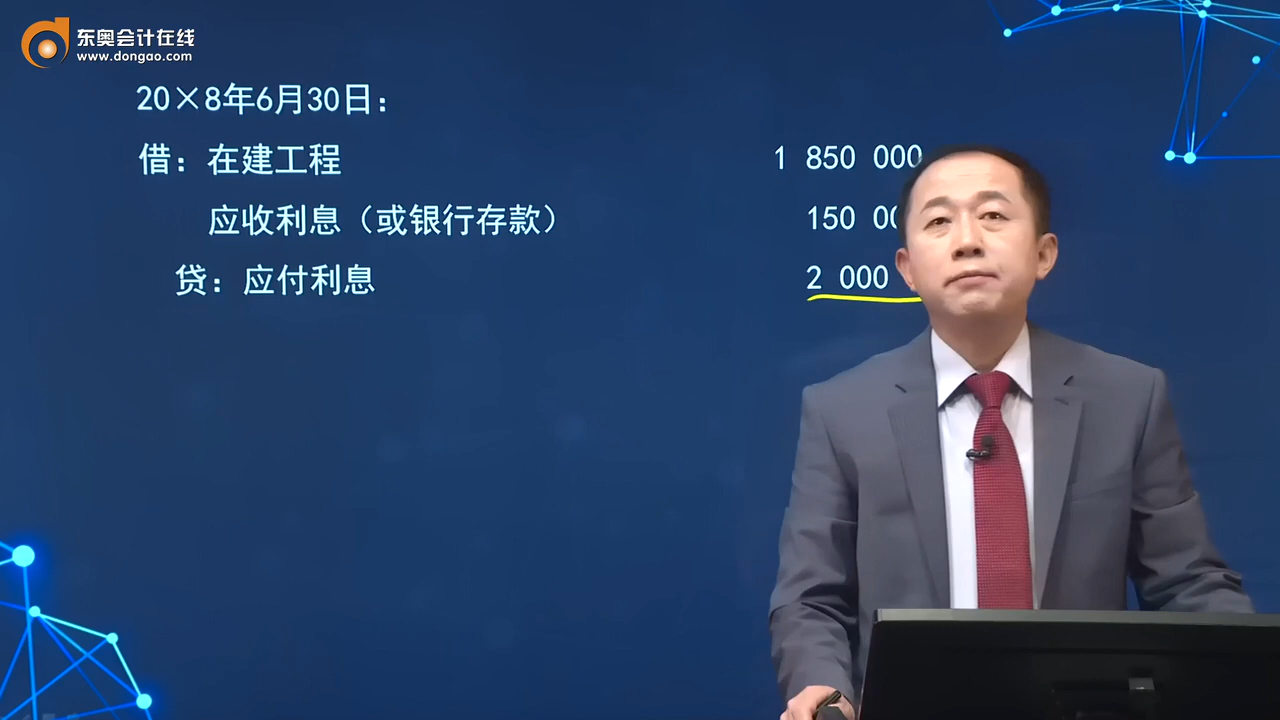 东奥会计在线
www.dongao.com
20×8年6月30日：
借：在建工程 1 850 000
应收利息（或银行存款） 150
贷：应付利息 2 000